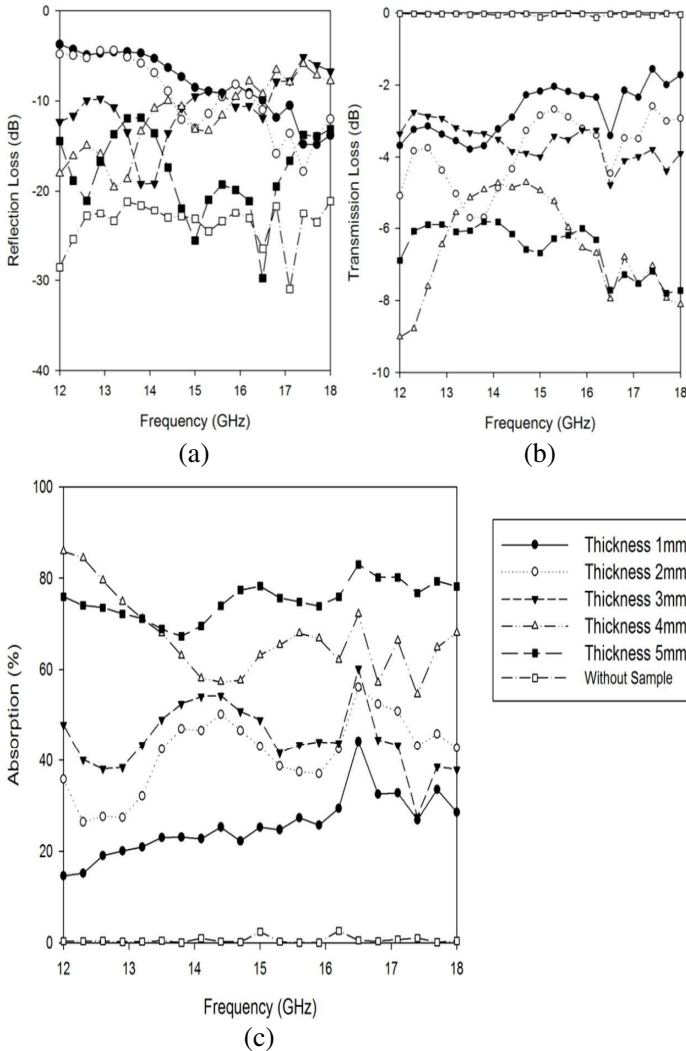 0
-10
-20
-30
-40
Reflection Loss (dB)
12 13 14 15 16 17 18
Frequency (GHz)
(a)
0
-2
-4
-6
-8
-10
Transmission Loss (dB)
12 13 14 15 16 17 18
Frequency (GHz)
(b)
100
80
60
40
20
0
Absorption (%)
12 13 14 15 16 17 18
Frequency (GHz)
(c)
Thickness 1mm
Thickness 2mm
Thickness 3mm
Thickness 4mm
Thickness 5mm
Without Sample